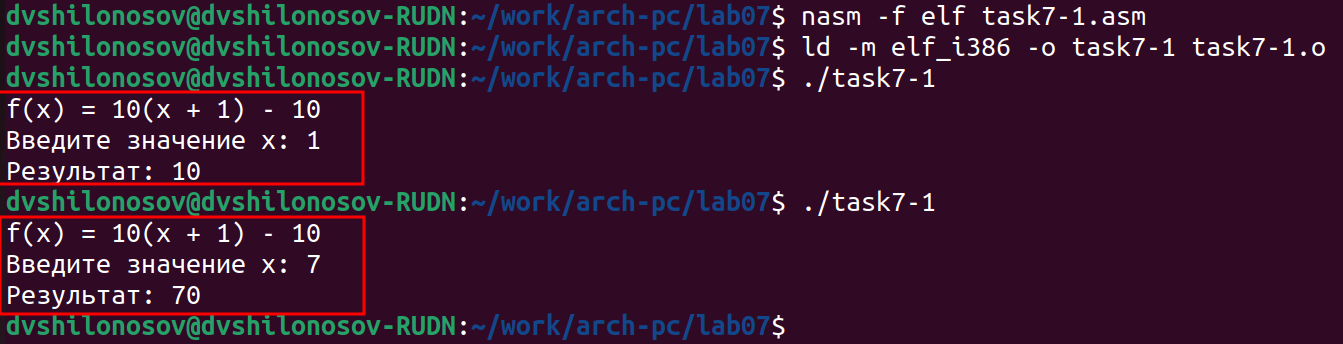 dvshilonosov@dvshilonosov-RUDN:~/work/arch-pc/lab07$ nasm -f elf task7-1.asm
dvshilonosov@dvshilonosov-RUDN:~/work/arch-pc/lab07$ ld -m elf_i386 -o task7-1 task7-1.o
dvshilonosov@dvshilonosov-RUDN:~/work/arch-pc/lab07$ ./task7-1
f(x) = 10(x + 1) - 10
Введите значение x: 1
Результат: 10
dvshilonosov@dvshilonosov-RUDN:~/work/arch-pc/lab07$ ./task7-1
f(x) = 10(x + 1) - 10
Введите значение x: 7
Результат: 70
dvshilonosov@dvshilonosov-RUDN:~/work/arch-pc/lab07$